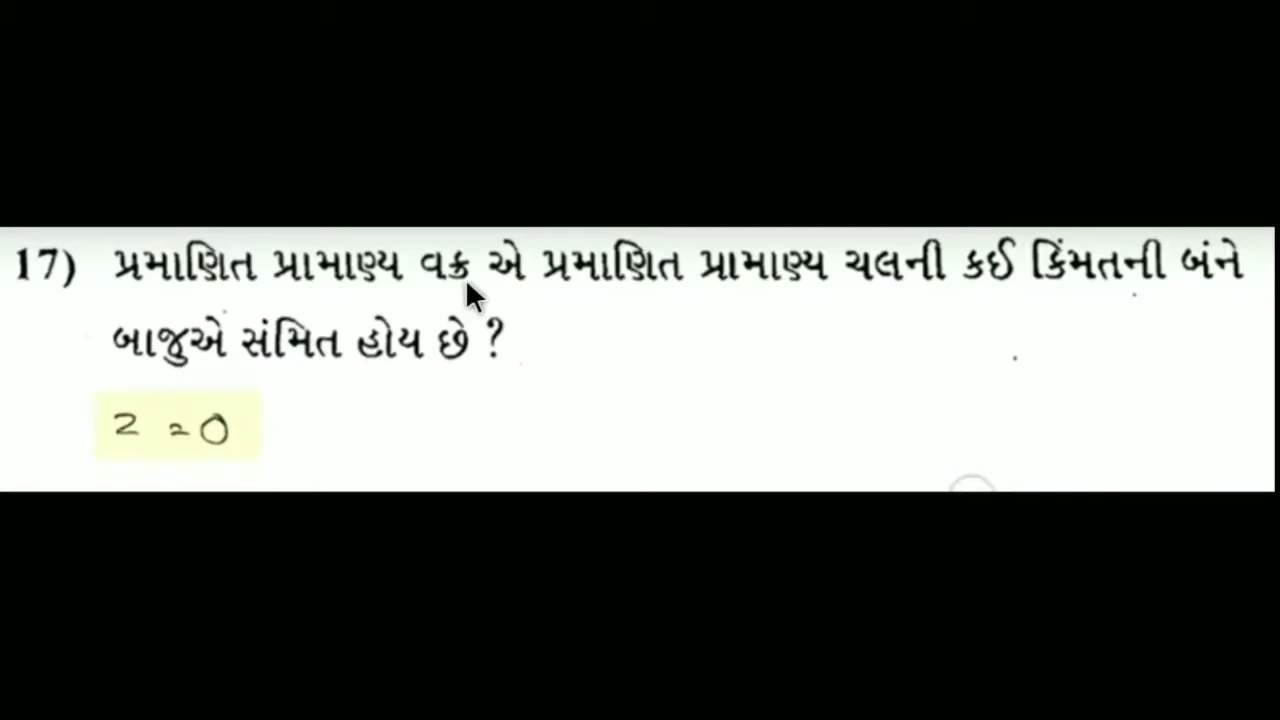 17) પ્રમાણિત પ્રામાણ્ય વક્ર એ પ્રમાણિત પ્રામાણ્ય ચલની કઈ કિંમતની બંને
બાજુએ સંમિત હોય છે ?
Z = 0